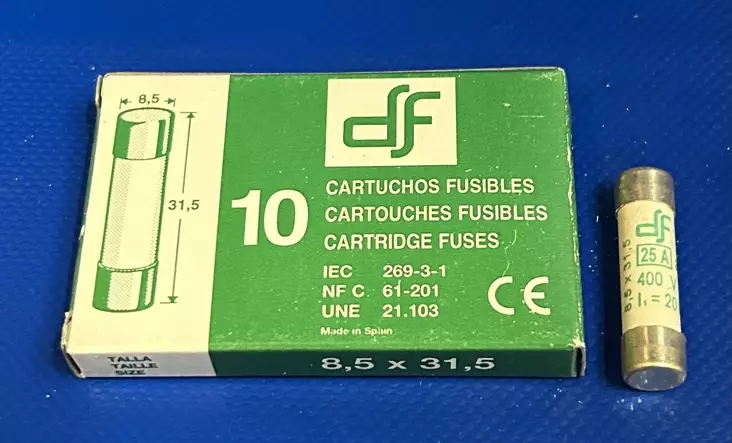 8,5
31,5
df
10
CARTUCHOS FUSIBLES
CARTOUCHES FUSIBLES
CARTRIDGE FUSES
IEC 269-3-1
NF C 61-201
UNE 21.103
CE
Made in Spain
TALLA
TAILLE
SIZE
8,5 x 31,5
df
25 A
400 V
I₁ = 20
8,5 x 31,5